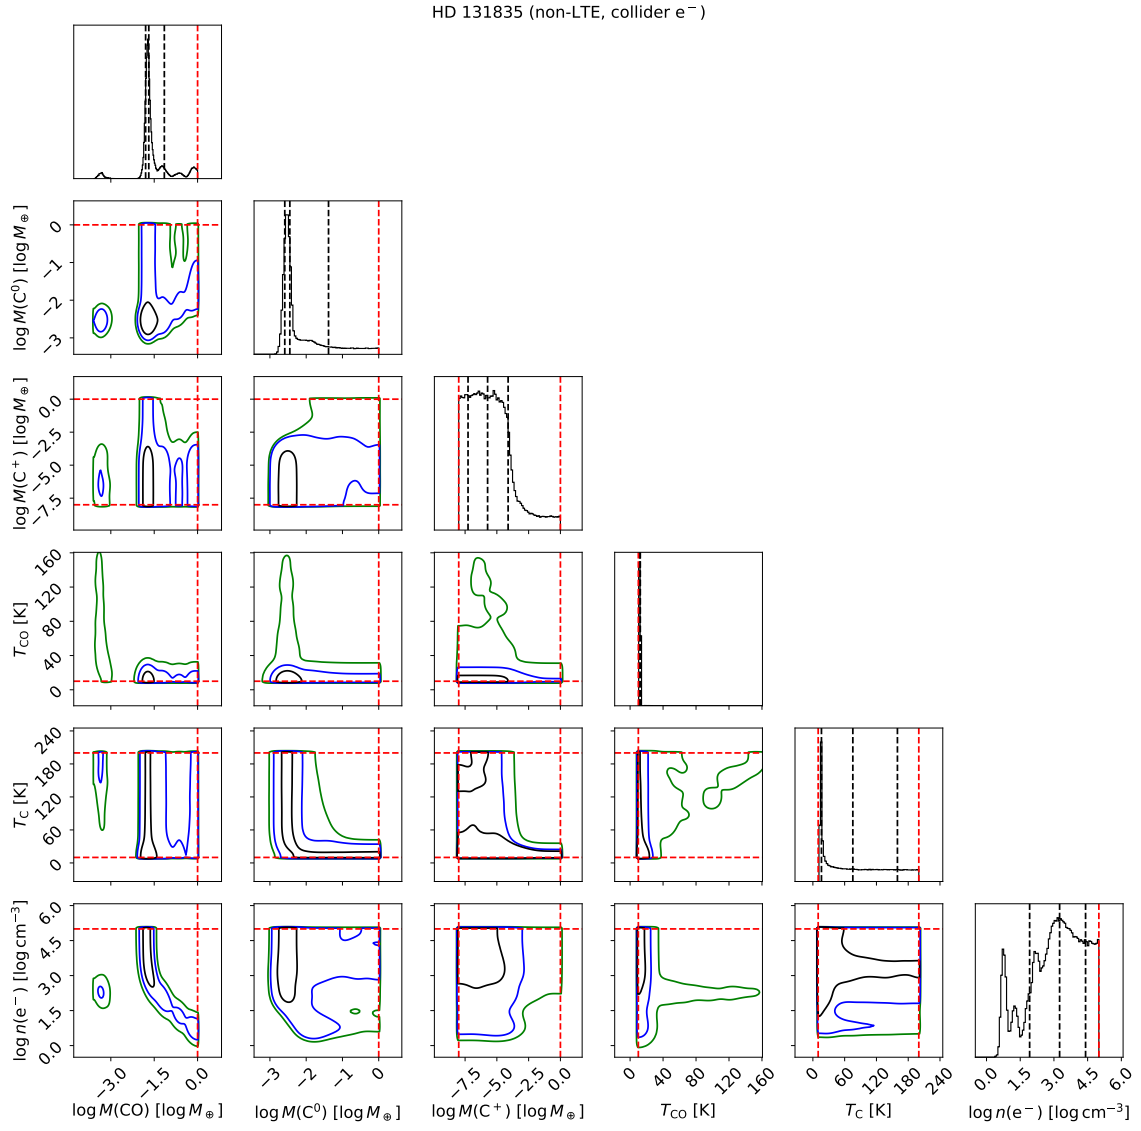 HD 131835 (non-LTE, collider e⁻)
log M(C⁰) [log M⊕]
0
−1
−2
−3
log M(C⁺) [log M⊕]
0.0
−2.5
−5.0
−7.5
T_CO [K]
160
120
80
40
0
T_C [K]
240
180
120
60
0
log n(e⁻) [log cm⁻³]
6.0
4.5
3.0
1.5
0.0
−3.0 −1.5 0.0
−3 −2 −1 0
−7.5 −5.0 −2.5 0.0
0 40 80 120 160
0 60 120 180 240
0.0 1.5 3.0 4.5 6.0
log M(CO) [log M⊕]
log M(C⁰) [log M⊕]
log M(C⁺) [log M⊕]
T_CO [K]
T_C [K]
log n(e⁻) [log cm⁻³]